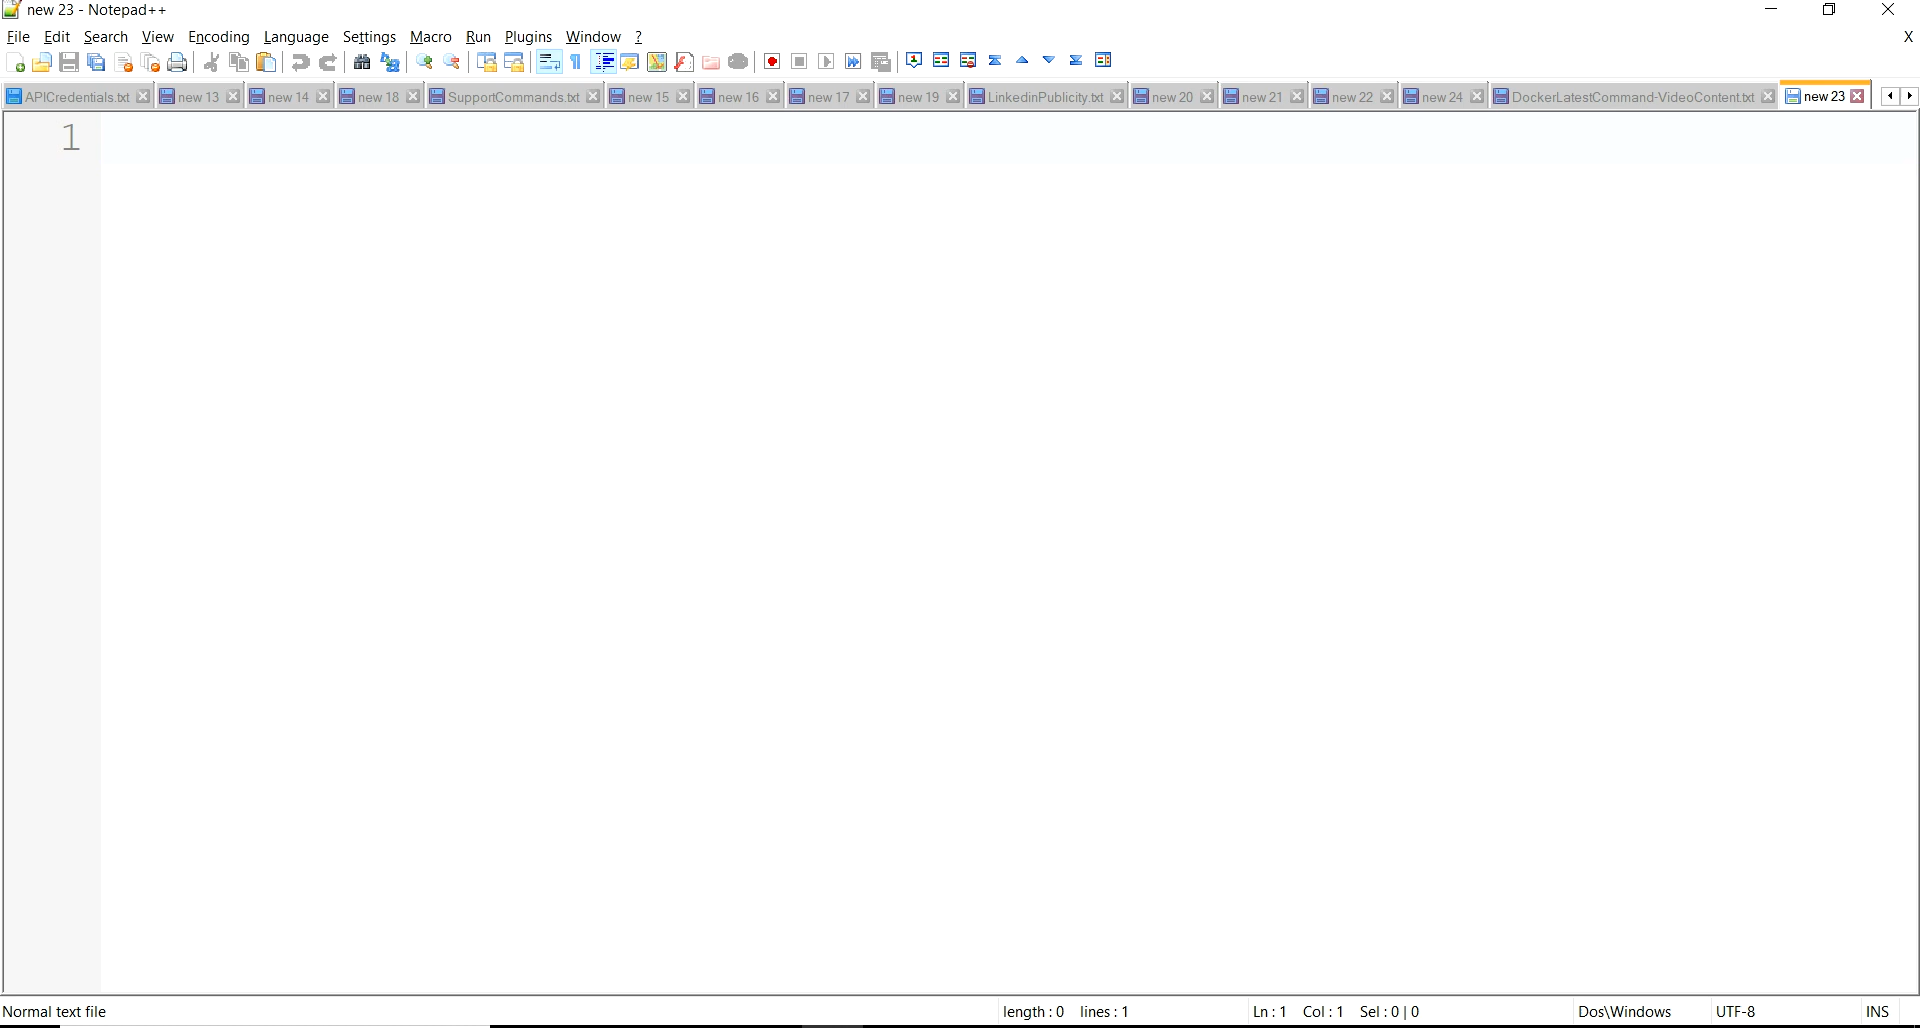 new 23 - Notepad++
File Edit Search View Encoding Language Settings Macro Run Plugins Window ? X
APICredentials.txt new 13 new 14 new 18 SupportCommands.txt new 15 new 16 new 17 new 19 LinkedinPublicity.txt new 20 new 21 new 22 new 24 DockerLatestCommand-VideoContent.txt new 23
1
Normal text file length : 0 lines : 1 Ln : 1 Col : 1 Sel : 0 | 0 Dos\Windows UTF-8 INS